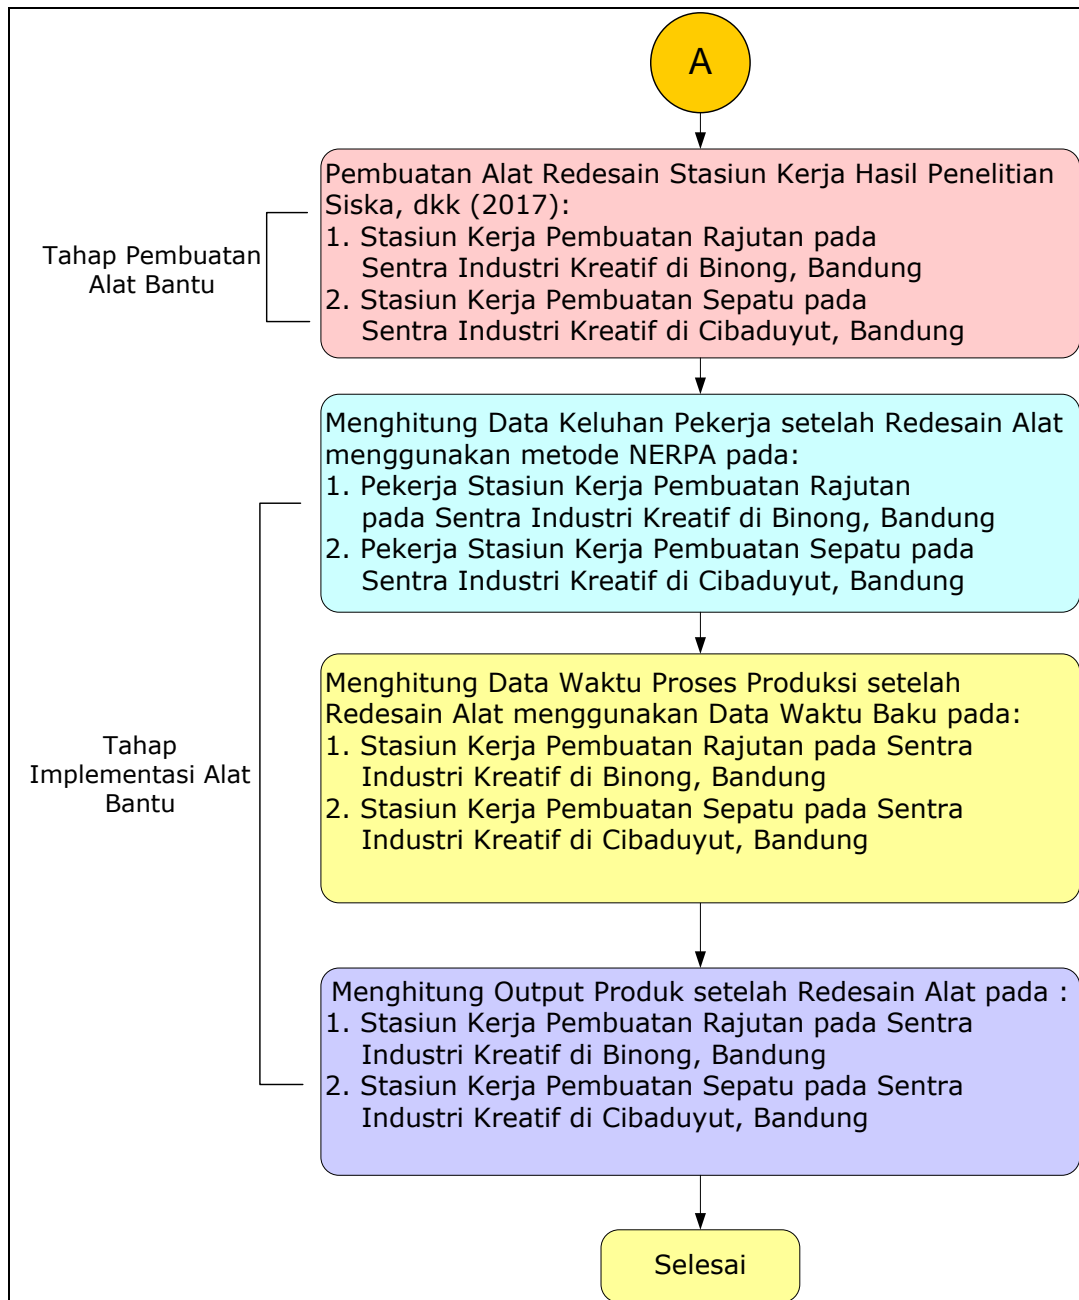 A
Pembuatan Alat Redesain Stasiun Kerja Hasil Penelitian
Siska, dkk (2017):
1. Stasiun Kerja Pembuatan Rajutan pada
Sentra Industri Kreatif di Binong, Bandung
2. Stasiun Kerja Pembuatan Sepatu pada
Sentra Industri Kreatif di Cibaduyut, Bandung
Tahap Pembuatan
Alat Bantu
Menghitung Data Keluhan Pekerja setelah Redesain Alat
menggunakan metode NERPA pada:
1. Pekerja Stasiun Kerja Pembuatan Rajutan
pada Sentra Industri Kreatif di Binong, Bandung
2. Pekerja Stasiun Kerja Pembuatan Sepatu pada
Sentra Industri Kreatif di Cibaduyut, Bandung
Menghitung Data Waktu Proses Produksi setelah
Redesain Alat menggunakan Data Waktu Baku pada:
1. Stasiun Kerja Pembuatan Rajutan pada Sentra
Industri Kreatif di Binong, Bandung
2. Stasiun Kerja Pembuatan Sepatu pada Sentra
Industri Kreatif di Cibaduyut, Bandung
Tahap
Implementasi Alat
Bantu
Menghitung Output Produk setelah Redesain Alat pada :
1. Stasiun Kerja Pembuatan Rajutan pada Sentra
Industri Kreatif di Binong, Bandung
2. Stasiun Kerja Pembuatan Sepatu pada Sentra
Industri Kreatif di Cibaduyut, Bandung
Selesai